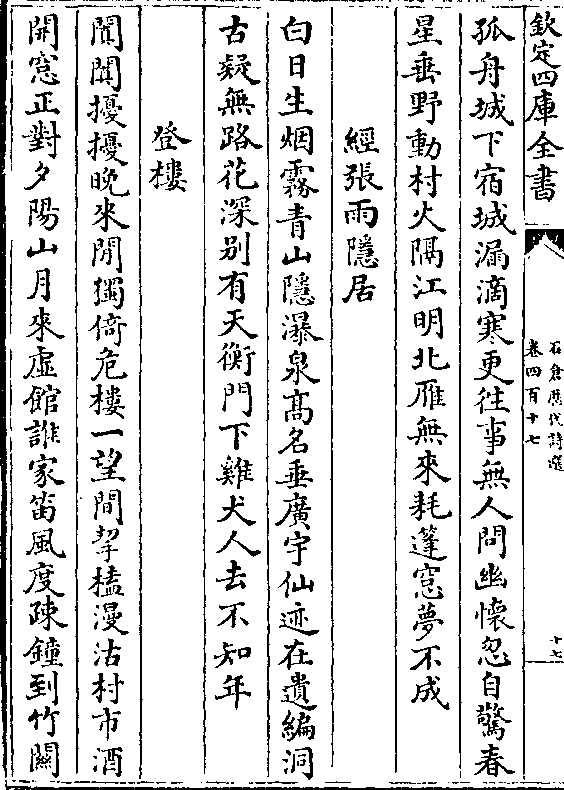 欽定四庫全書
石倉歷代詩選
卷四百十七
十七
孤舟城下宿城漏滴寒更往事無人問幽懷忽自驚春
星垂野動村火隔江明北雁無來耗蓬窓夢不成
經張雨隱居
白日生烟霧青山隱瀑泉髙名垂廣宇仙迹在遺編洞
古疑無路花深别有天衡門下雞犬人去不知年
登樓
閙閙擾擾晚來閒獨倚危樓一望間挈榼漫沽村市酒
開窓正對夕陽山月來虛館誰家笛風度疎鐘到竹關